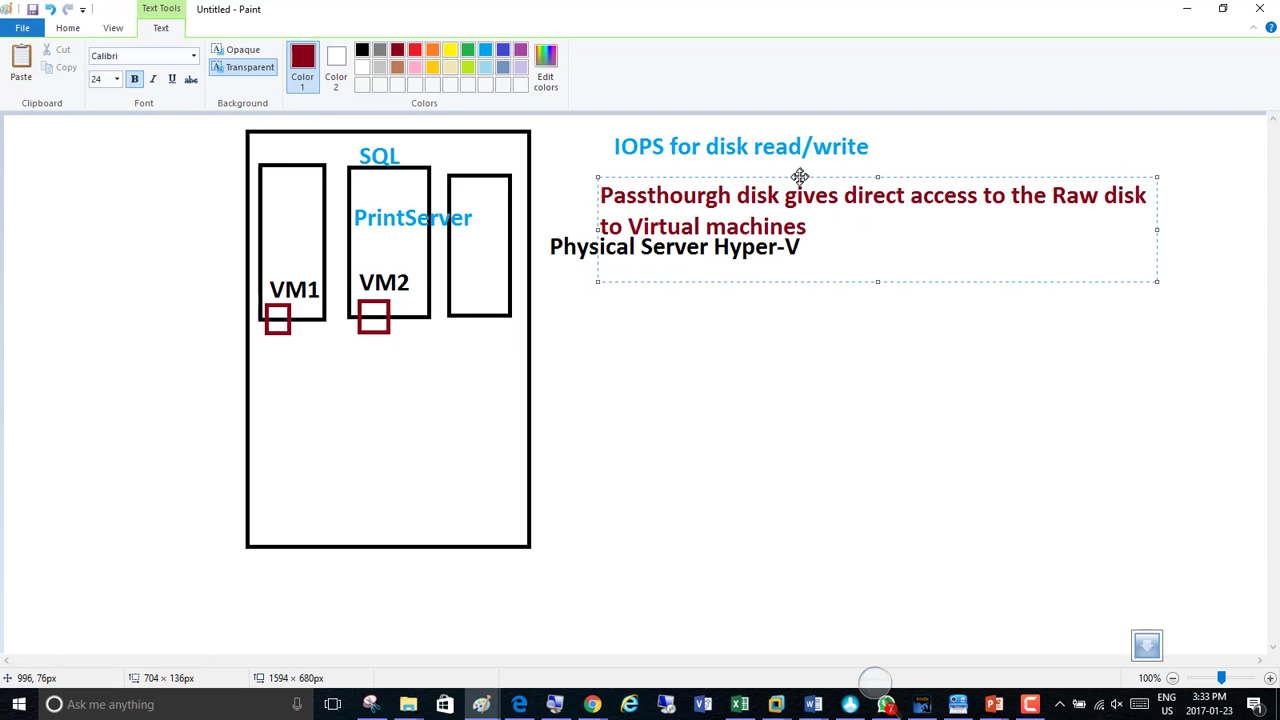 Text Tools
Untitled - Paint
File
Home
View
Text
Paste
Cut
Copy
Clipboard
Calibri
24
B I U abc
Font
Opaque
Transparent
Background
Color 1
Color 2
Edit colors
Colors
SQL
PrintServer
VM1
VM2
IOPS for disk read/write
Passthourgh disk gives direct access to the Raw disk
to Virtual machines
Physical Server Hyper-V
996, 76px
704 × 136px
1594 × 680px
100%
Ask me anything
7
ENG
US
3:33 PM
2017-01-23